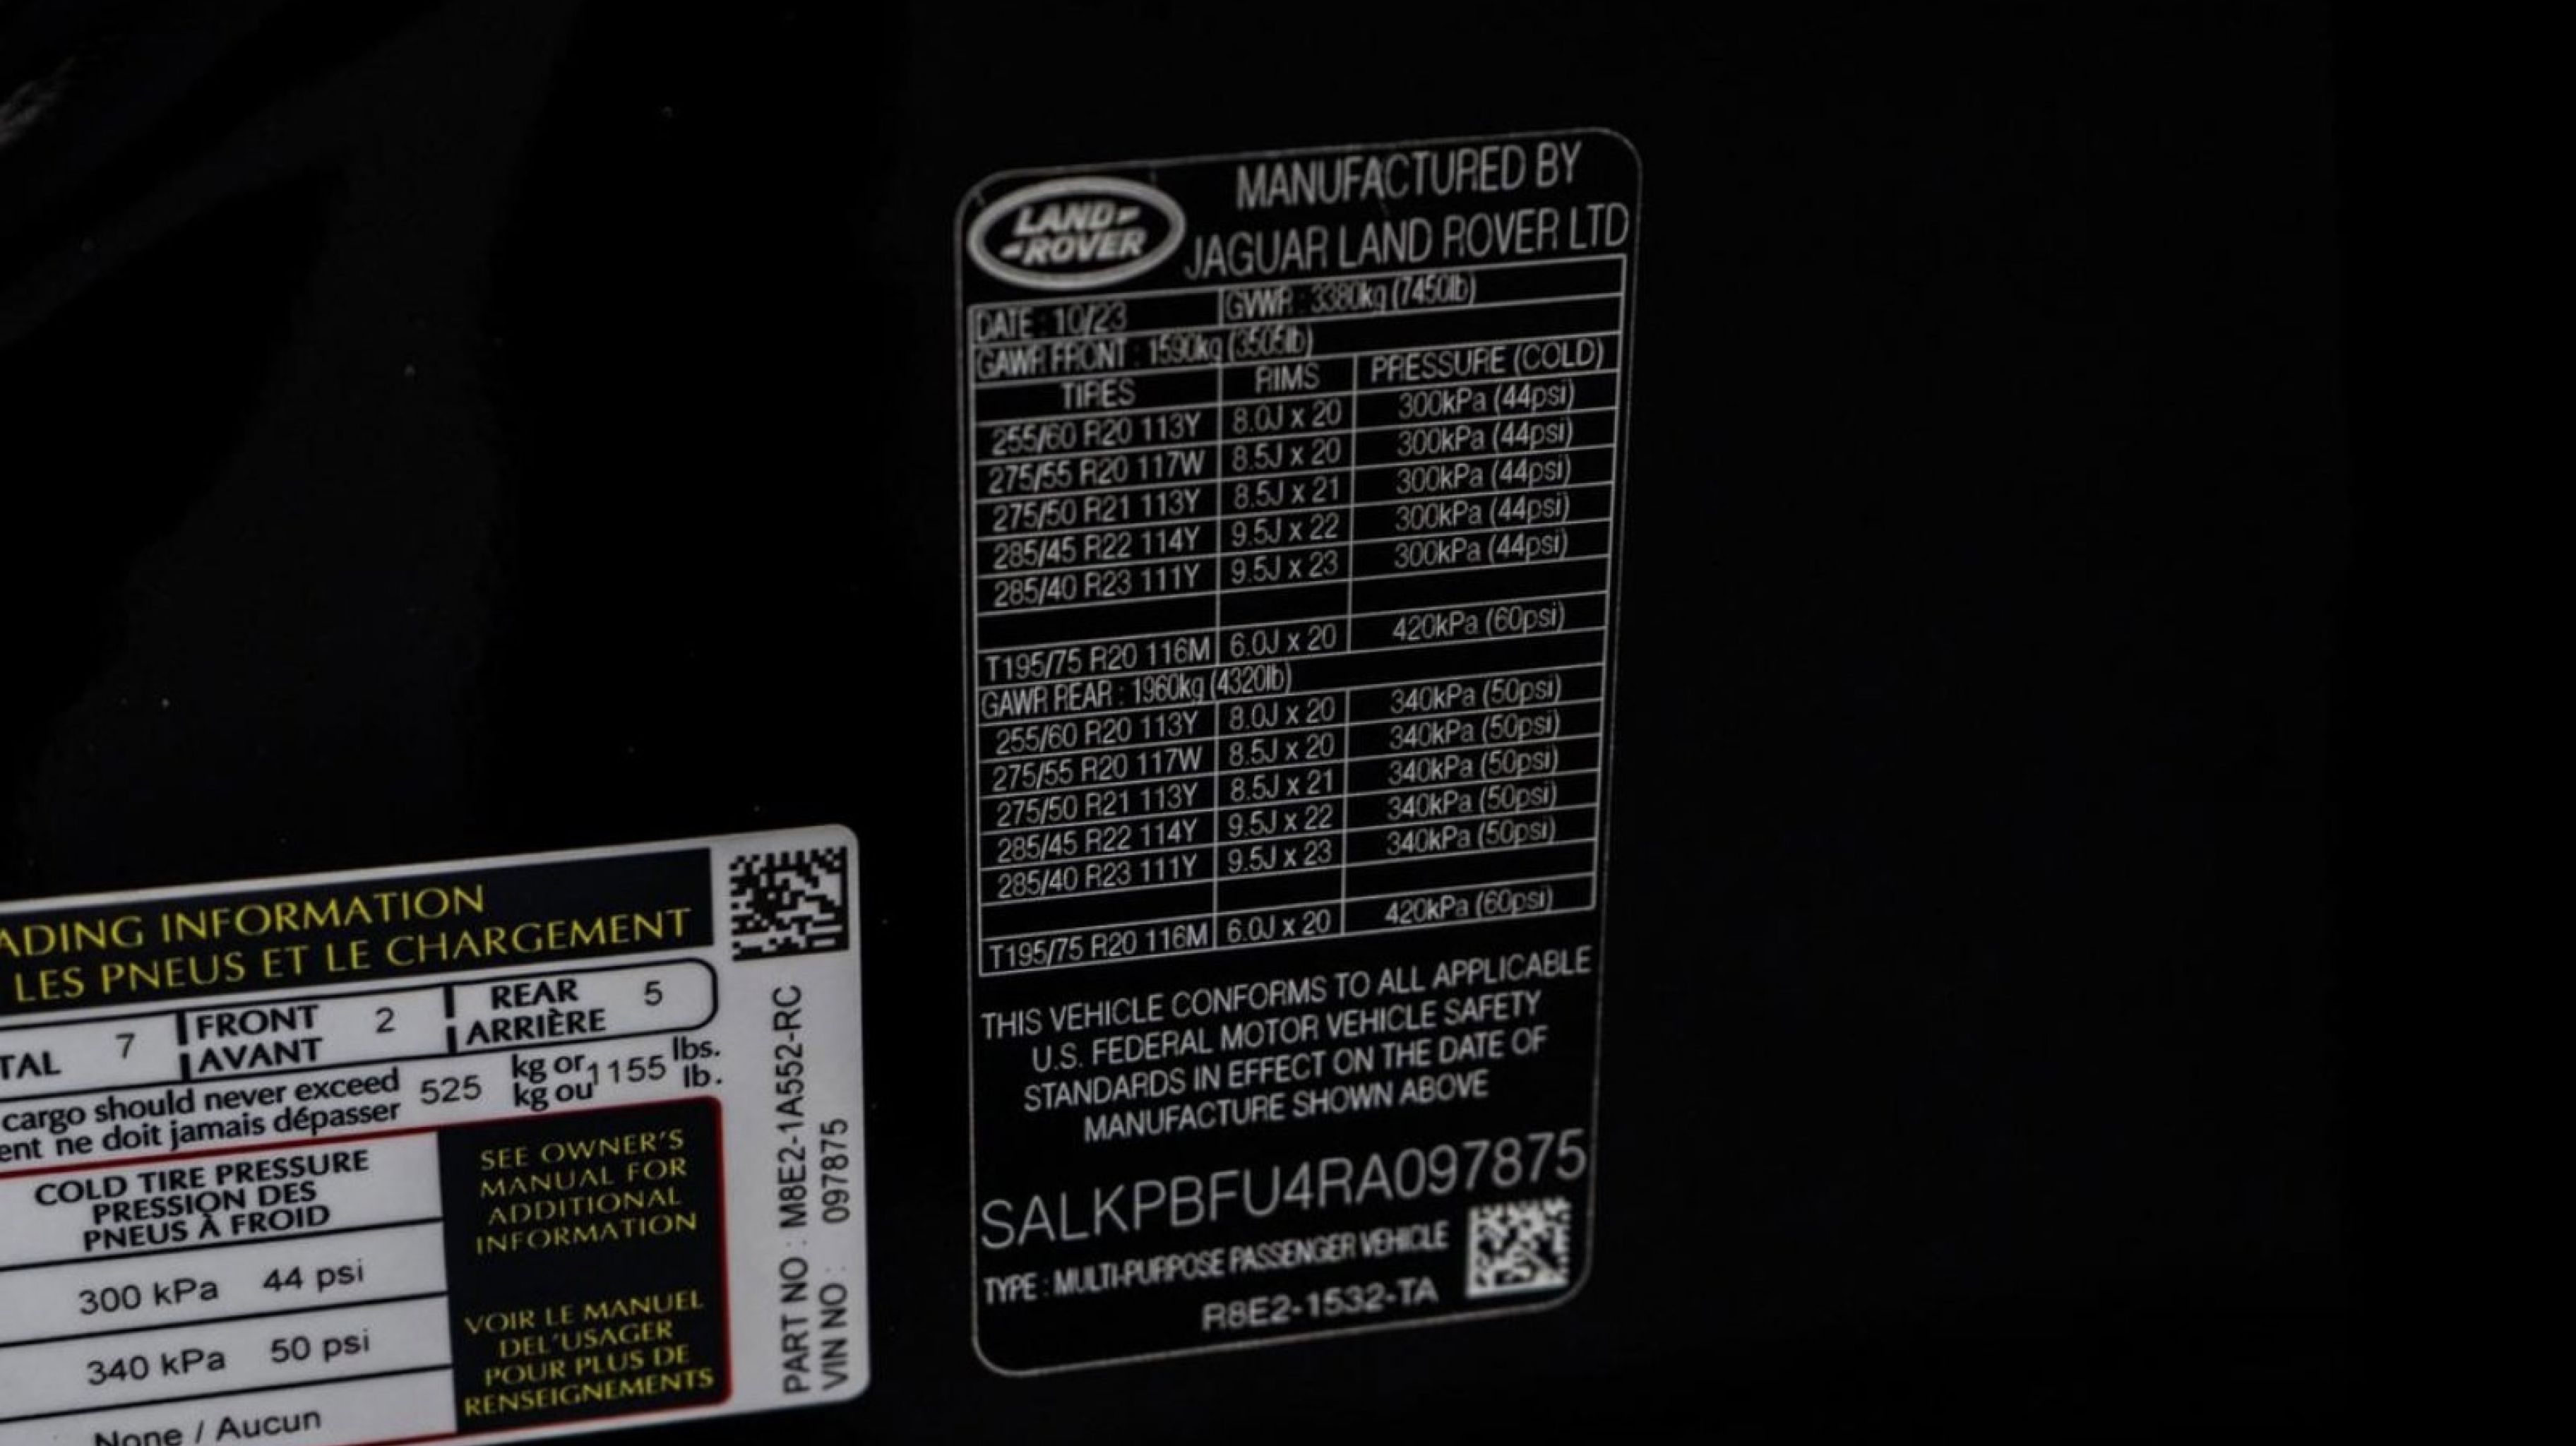 ADING INFORMATION
LES PNEUS ET LE CHARGEMENT
TAL 7 FRONT AVANT 2 REAR ARRIÈRE 5
cargo should never exceed 525 kg or 1155 lbs.
ent ne doit jamais dépasser kg ou lb.
COLD TIRE PRESSURE
PRESSION DES
PNEUS À FROID
300 kPa 44 psi
340 kPa 50 psi
None / Aucun
SEE OWNER'S
MANUAL FOR
ADDITIONAL
INFORMATION
VOIR LE MANUEL
DEL'USAGER
POUR PLUS DE
RENSEIGNEMENTS
PART NO : M8E2-1A552-RC
VIN NO : 097875
LAND
ROVER
MANUFACTURED BY
JAGUAR LAND ROVER LTD
DATE : 10/23 GVWR : 3380kg (7450lb)
GAWR FRONT : 1590kg (3505lb)
TIRES RIMS PRESSURE (COLD)
255/60 R20 113Y 8.0J x 20 300kPa (44psi)
275/55 R20 117W 8.5J x 20 300kPa (44psi)
275/50 R21 113Y 8.5J x 21 300kPa (44psi)
285/45 R22 114Y 9.5J x 22 300kPa (44psi)
285/40 R23 111Y 9.5J x 23 300kPa (44psi)
T195/75 R20 116M 6.0J x 20 420kPa (60psi)
GAWR REAR : 1960kg (4320lb)
255/60 R20 113Y 8.0J x 20 340kPa (50psi)
275/55 R20 117W 8.5J x 20 340kPa (50psi)
275/50 R21 113Y 8.5J x 21 340kPa (50psi)
285/45 R22 114Y 9.5J x 22 340kPa (50psi)
285/40 R23 111Y 9.5J x 23 340kPa (50psi)
T195/75 R20 116M 6.0J x 20 420kPa (60psi)
THIS VEHICLE CONFORMS TO ALL APPLICABLE
U.S. FEDERAL MOTOR VEHICLE SAFETY
STANDARDS IN EFFECT ON THE DATE OF
MANUFACTURE SHOWN ABOVE
SALKPBFU4RA097875
TYPE : MULTI-PURPOSE PASSENGER VEHICLE
R8E2-1532-TA